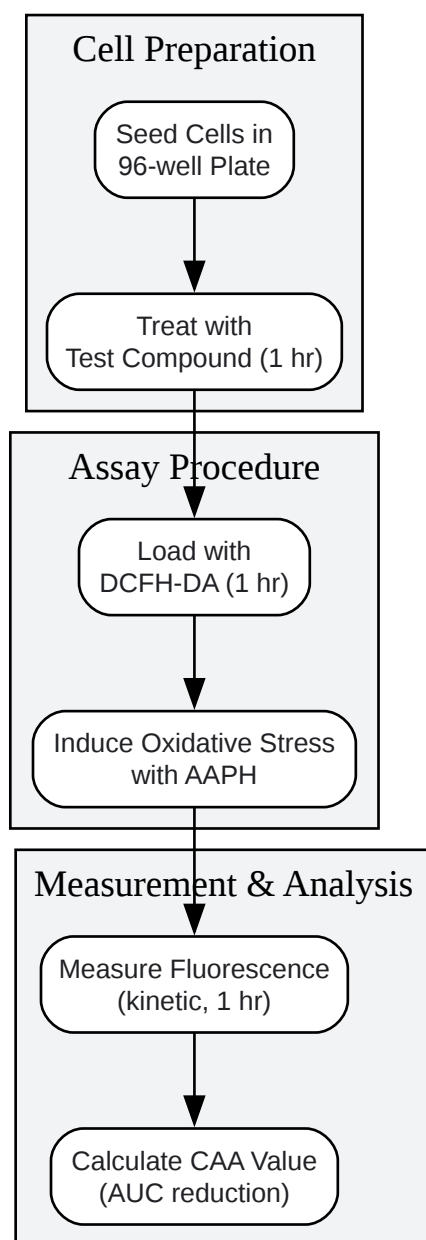 Cell Preparation
Seed Cells in
96-well Plate
Treat with
Test Compound (1 hr)
Assay Procedure
Load with
DCFH-DA (1 hr)
Induce Oxidative Stress
with AAPH
Measurement & Analysis
Measure Fluorescence
(kinetic, 1 hr)
Calculate CAA Value
(AUC reduction)